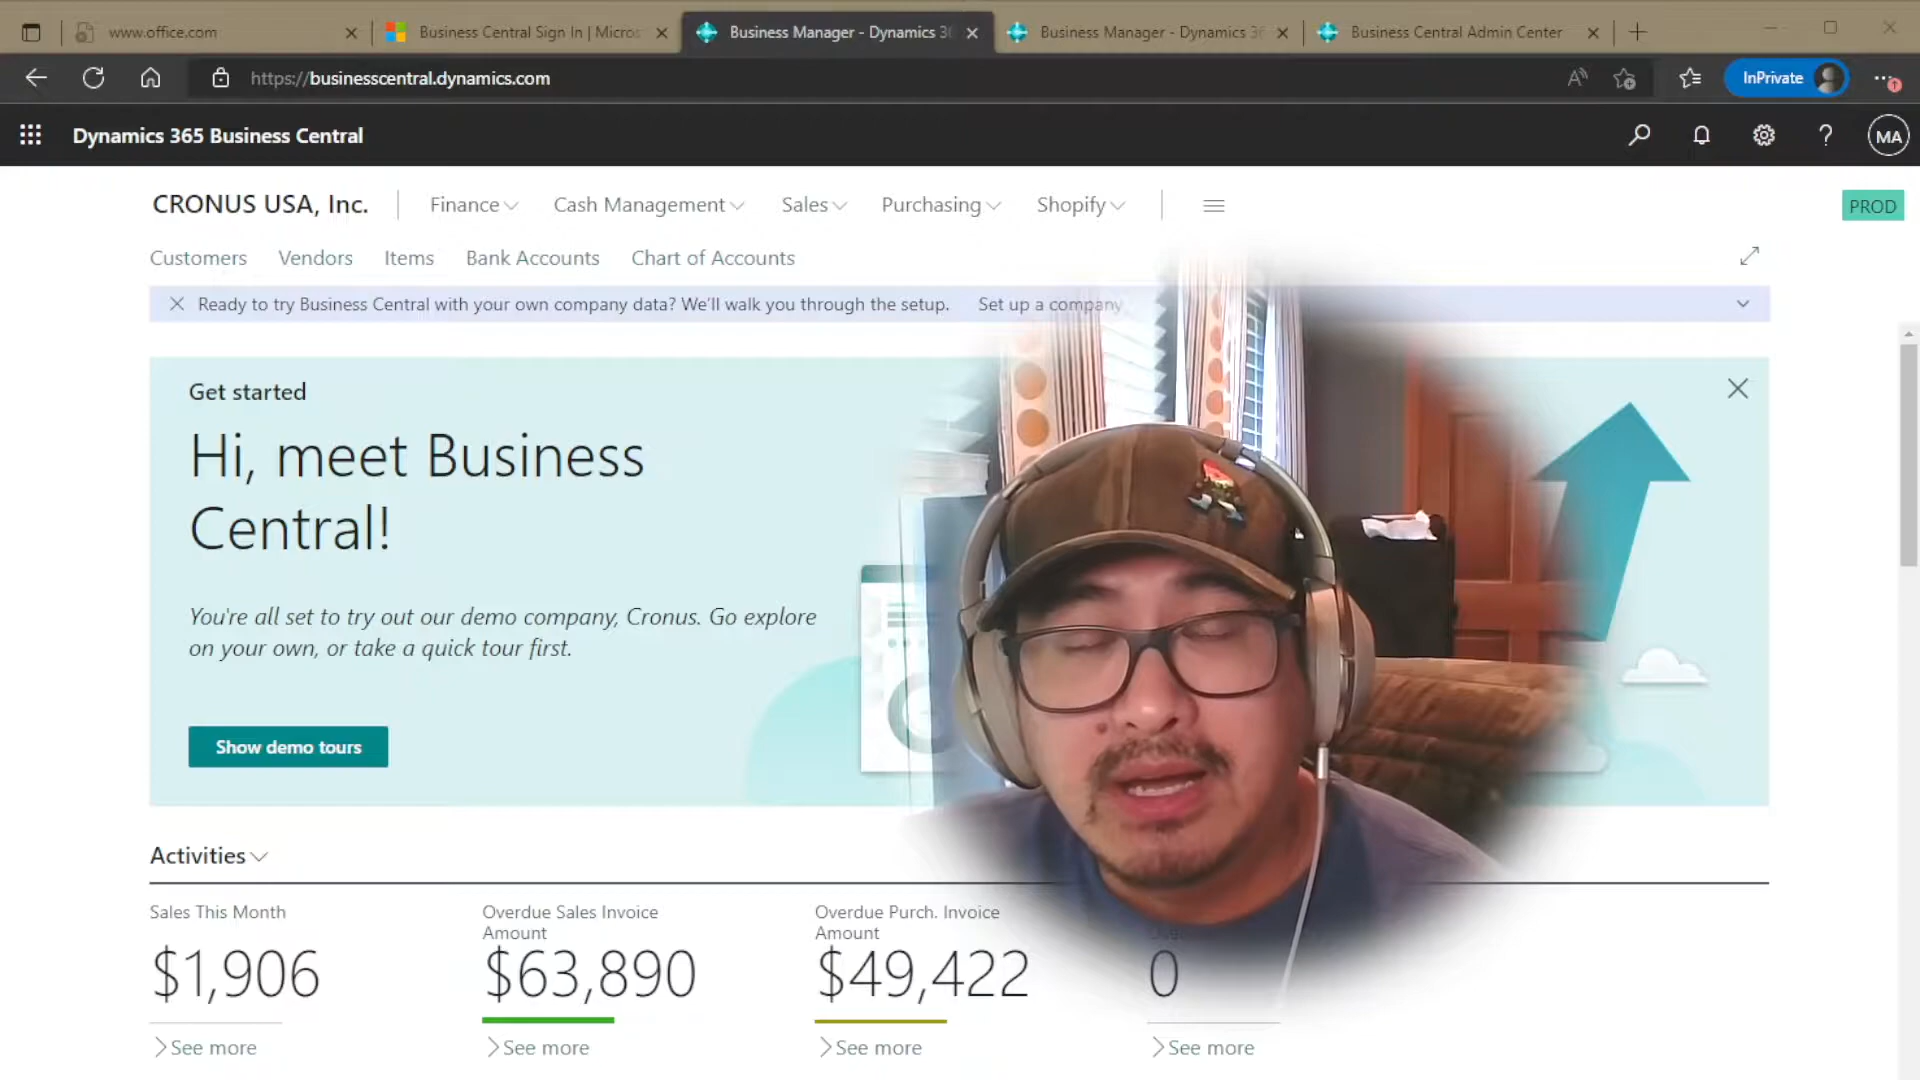 www.office.com
Business Central Sign In | Micros
Business Manager - Dynamics 36
Business Manager - Dynamics 36
Business Central Admin Center
https://businesscentral.dynamics.com
InPrivate
Dynamics 365 Business Central
MA
CRONUS USA, Inc.
Finance
Cash Management
Sales
Purchasing
Shopify
PROD
Customers
Vendors
Items
Bank Accounts
Chart of Accounts
Ready to try Business Central with your own company data? We'll walk you through the setup.
Set up a company
Get started
Hi, meet Business
Central!
You're all set to try out our demo company, Cronus. Go explore
on your own, or take a quick tour first.
Show demo tours
Activities
Sales This Month
$1,906
See more
Overdue Sales Invoice
Amount
$63,890
See more
Overdue Purch. Invoice
Amount
$49,422
See more
0
See more